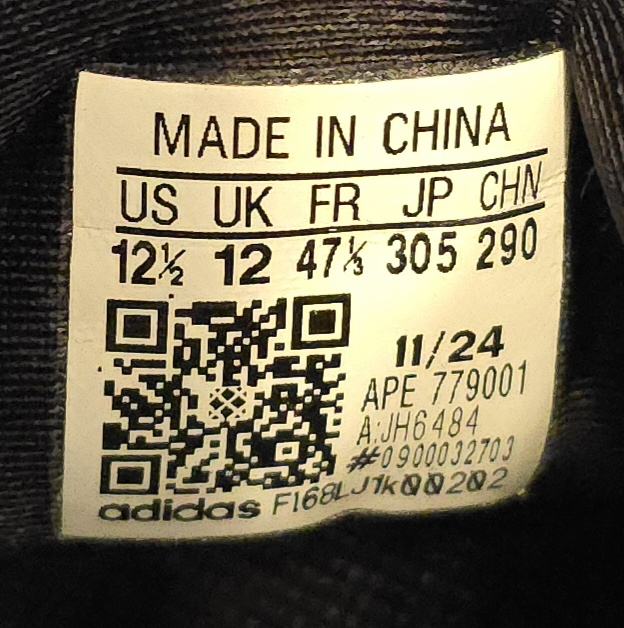 MADE IN CHINA
US UK FR JP CHN
12½ 12 47⅓ 305 290
11/24
APE 779001
A:JH6484
#0900032703
adidas F168LJ1k00202